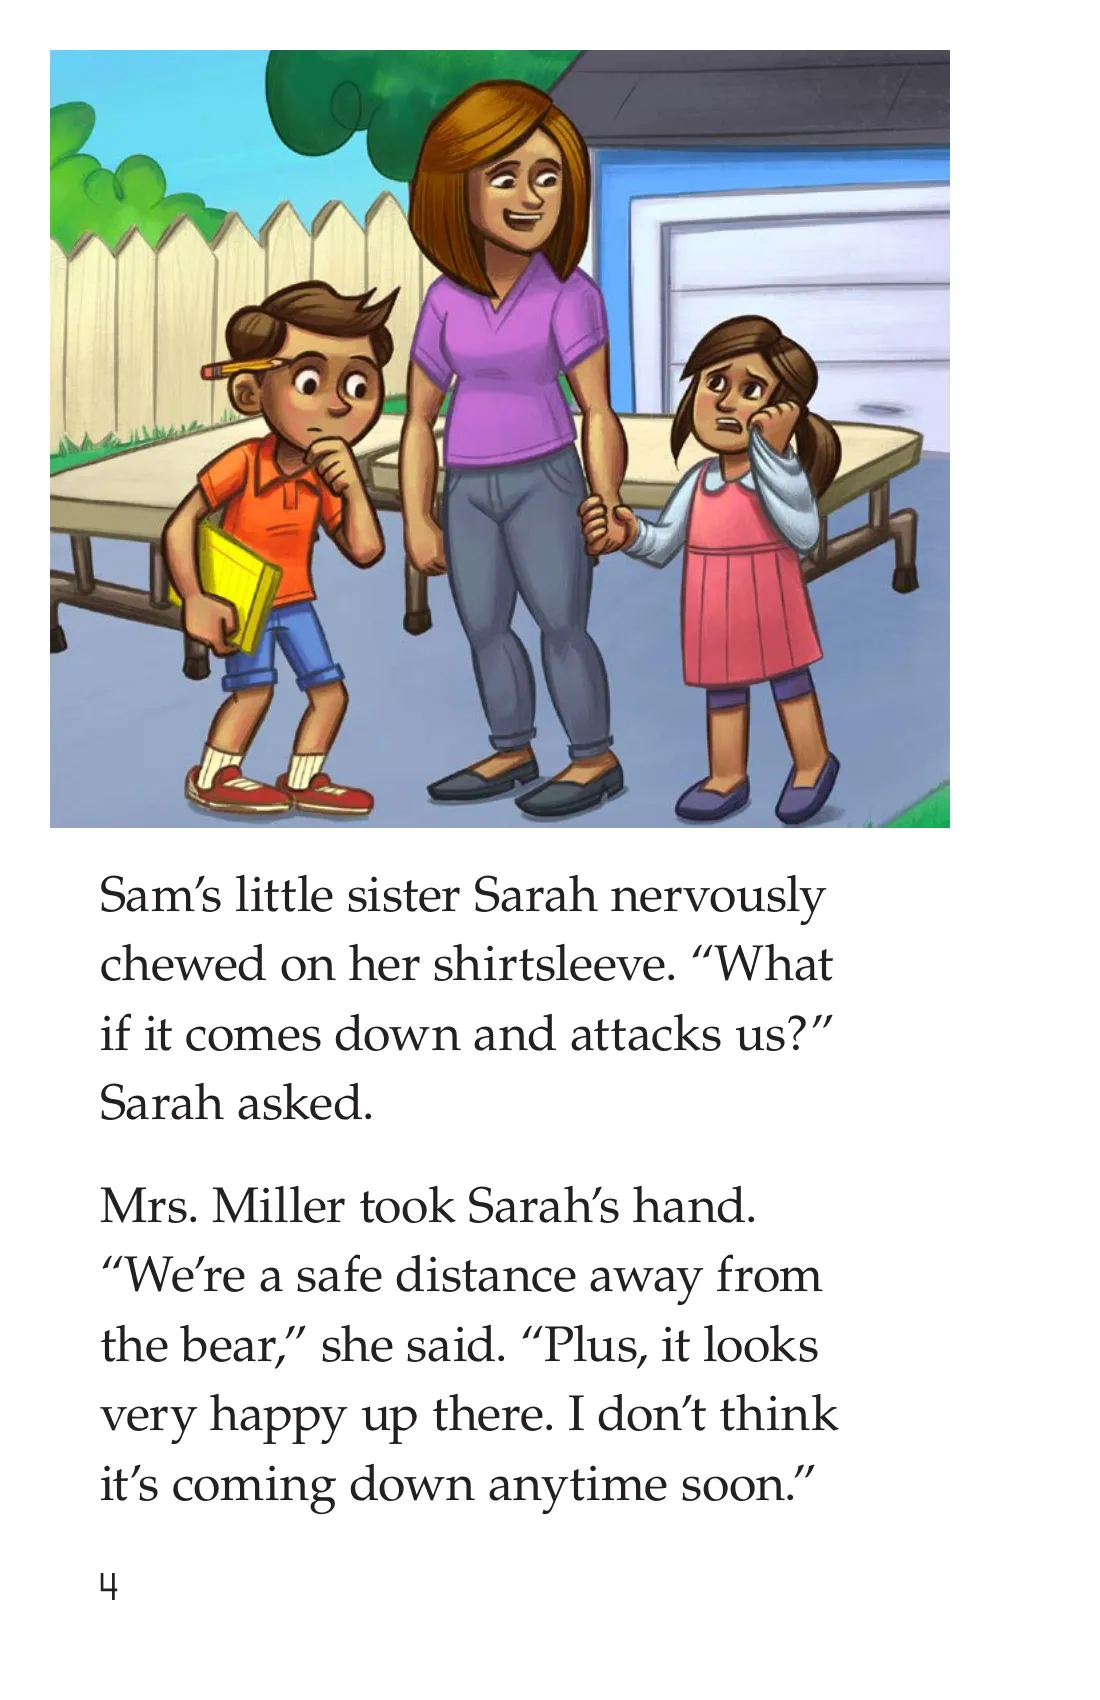 Sam’s little sister Sarah nervously
chewed on her shirtsleeve. “What
if it comes down and attacks us?”
Sarah asked.
Mrs. Miller took Sarah’s hand.
“We’re a safe distance away from
the bear,” she said. “Plus, it looks
very happy up there. I don’t think
it’s coming down anytime soon.”
4